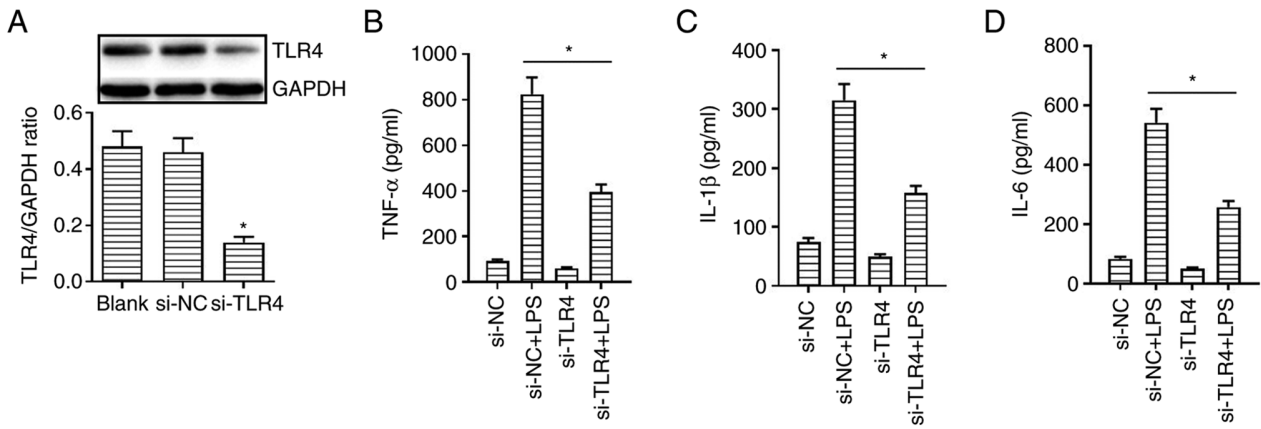 A
TLR4
GAPDH
TLR4/GAPDH ratio
0.6
0.4
0.2
0.0
*
Blank si-NC si-TLR4
B
TNF-α (pg/ml)
1000
800
600
400
200
0
*
si-NC
si-NC+LPS
si-TLR4
si-TLR4+LPS
C
IL-1β (pg/ml)
400
300
200
100
0
*
si-NC
si-NC+LPS
si-TLR4
si-TLR4+LPS
D
IL-6 (pg/ml)
800
600
400
200
0
*
si-NC
si-NC+LPS
si-TLR4
si-TLR4+LPS